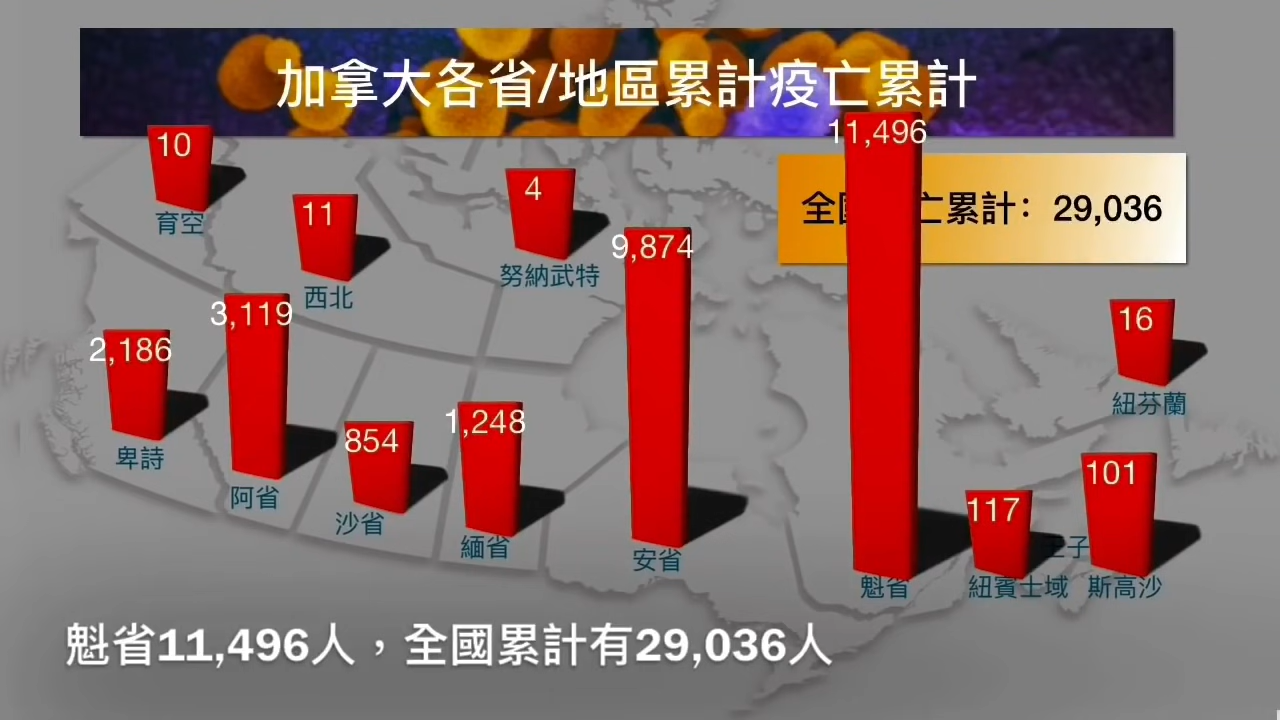 加拿大各省/地區累計疫亡累計
全國 亡累計：29,036
10
育空
11
西北
4
努納武特
9,874
安省
11,496
魁省
2,186
卑詩
3,119
阿省
854
沙省
1,248
緬省
16
紐芬蘭
117
紐賓士域
王子
101
斯高沙
魁省11,496人，全國累計有29,036人